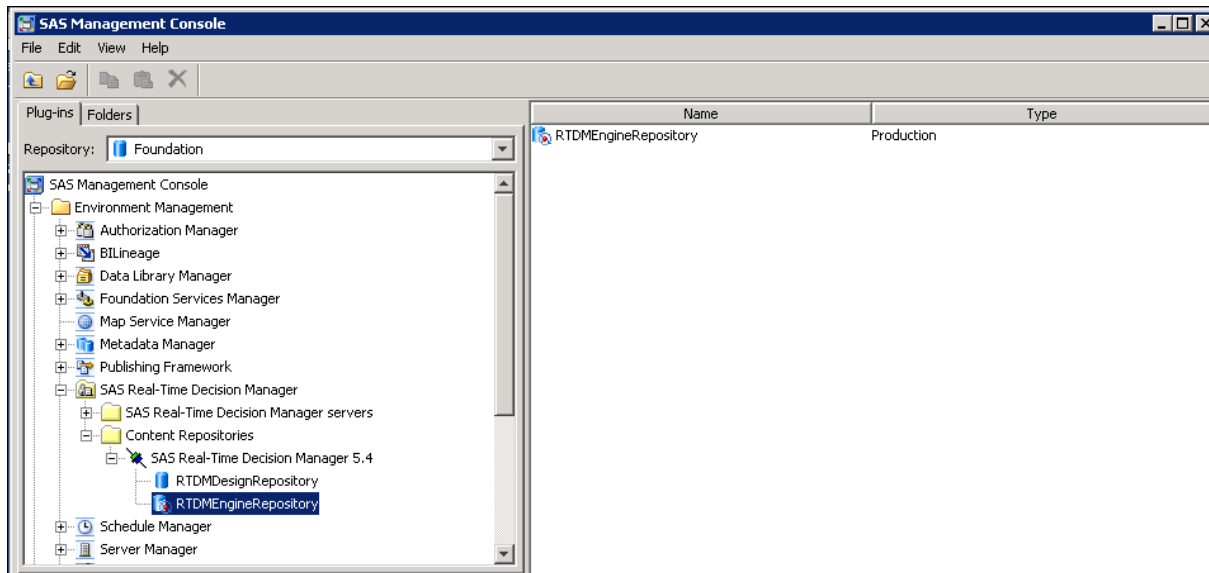 SAS Management Console
File Edit View Help
Plug-ins Folders
Repository: Foundation
SAS Management Console
Environment Management
Authorization Manager
BILineage
Data Library Manager
Foundation Services Manager
Map Service Manager
Metadata Manager
Publishing Framework
SAS Real-Time Decision Manager
SAS Real-Time Decision Manager servers
Content Repositories
SAS Real-Time Decision Manager 5.4
RTDMDesignRepository
RTDMEngineRepository
Schedule Manager
Server Manager
Name Type
RTDMEngineRepository Production